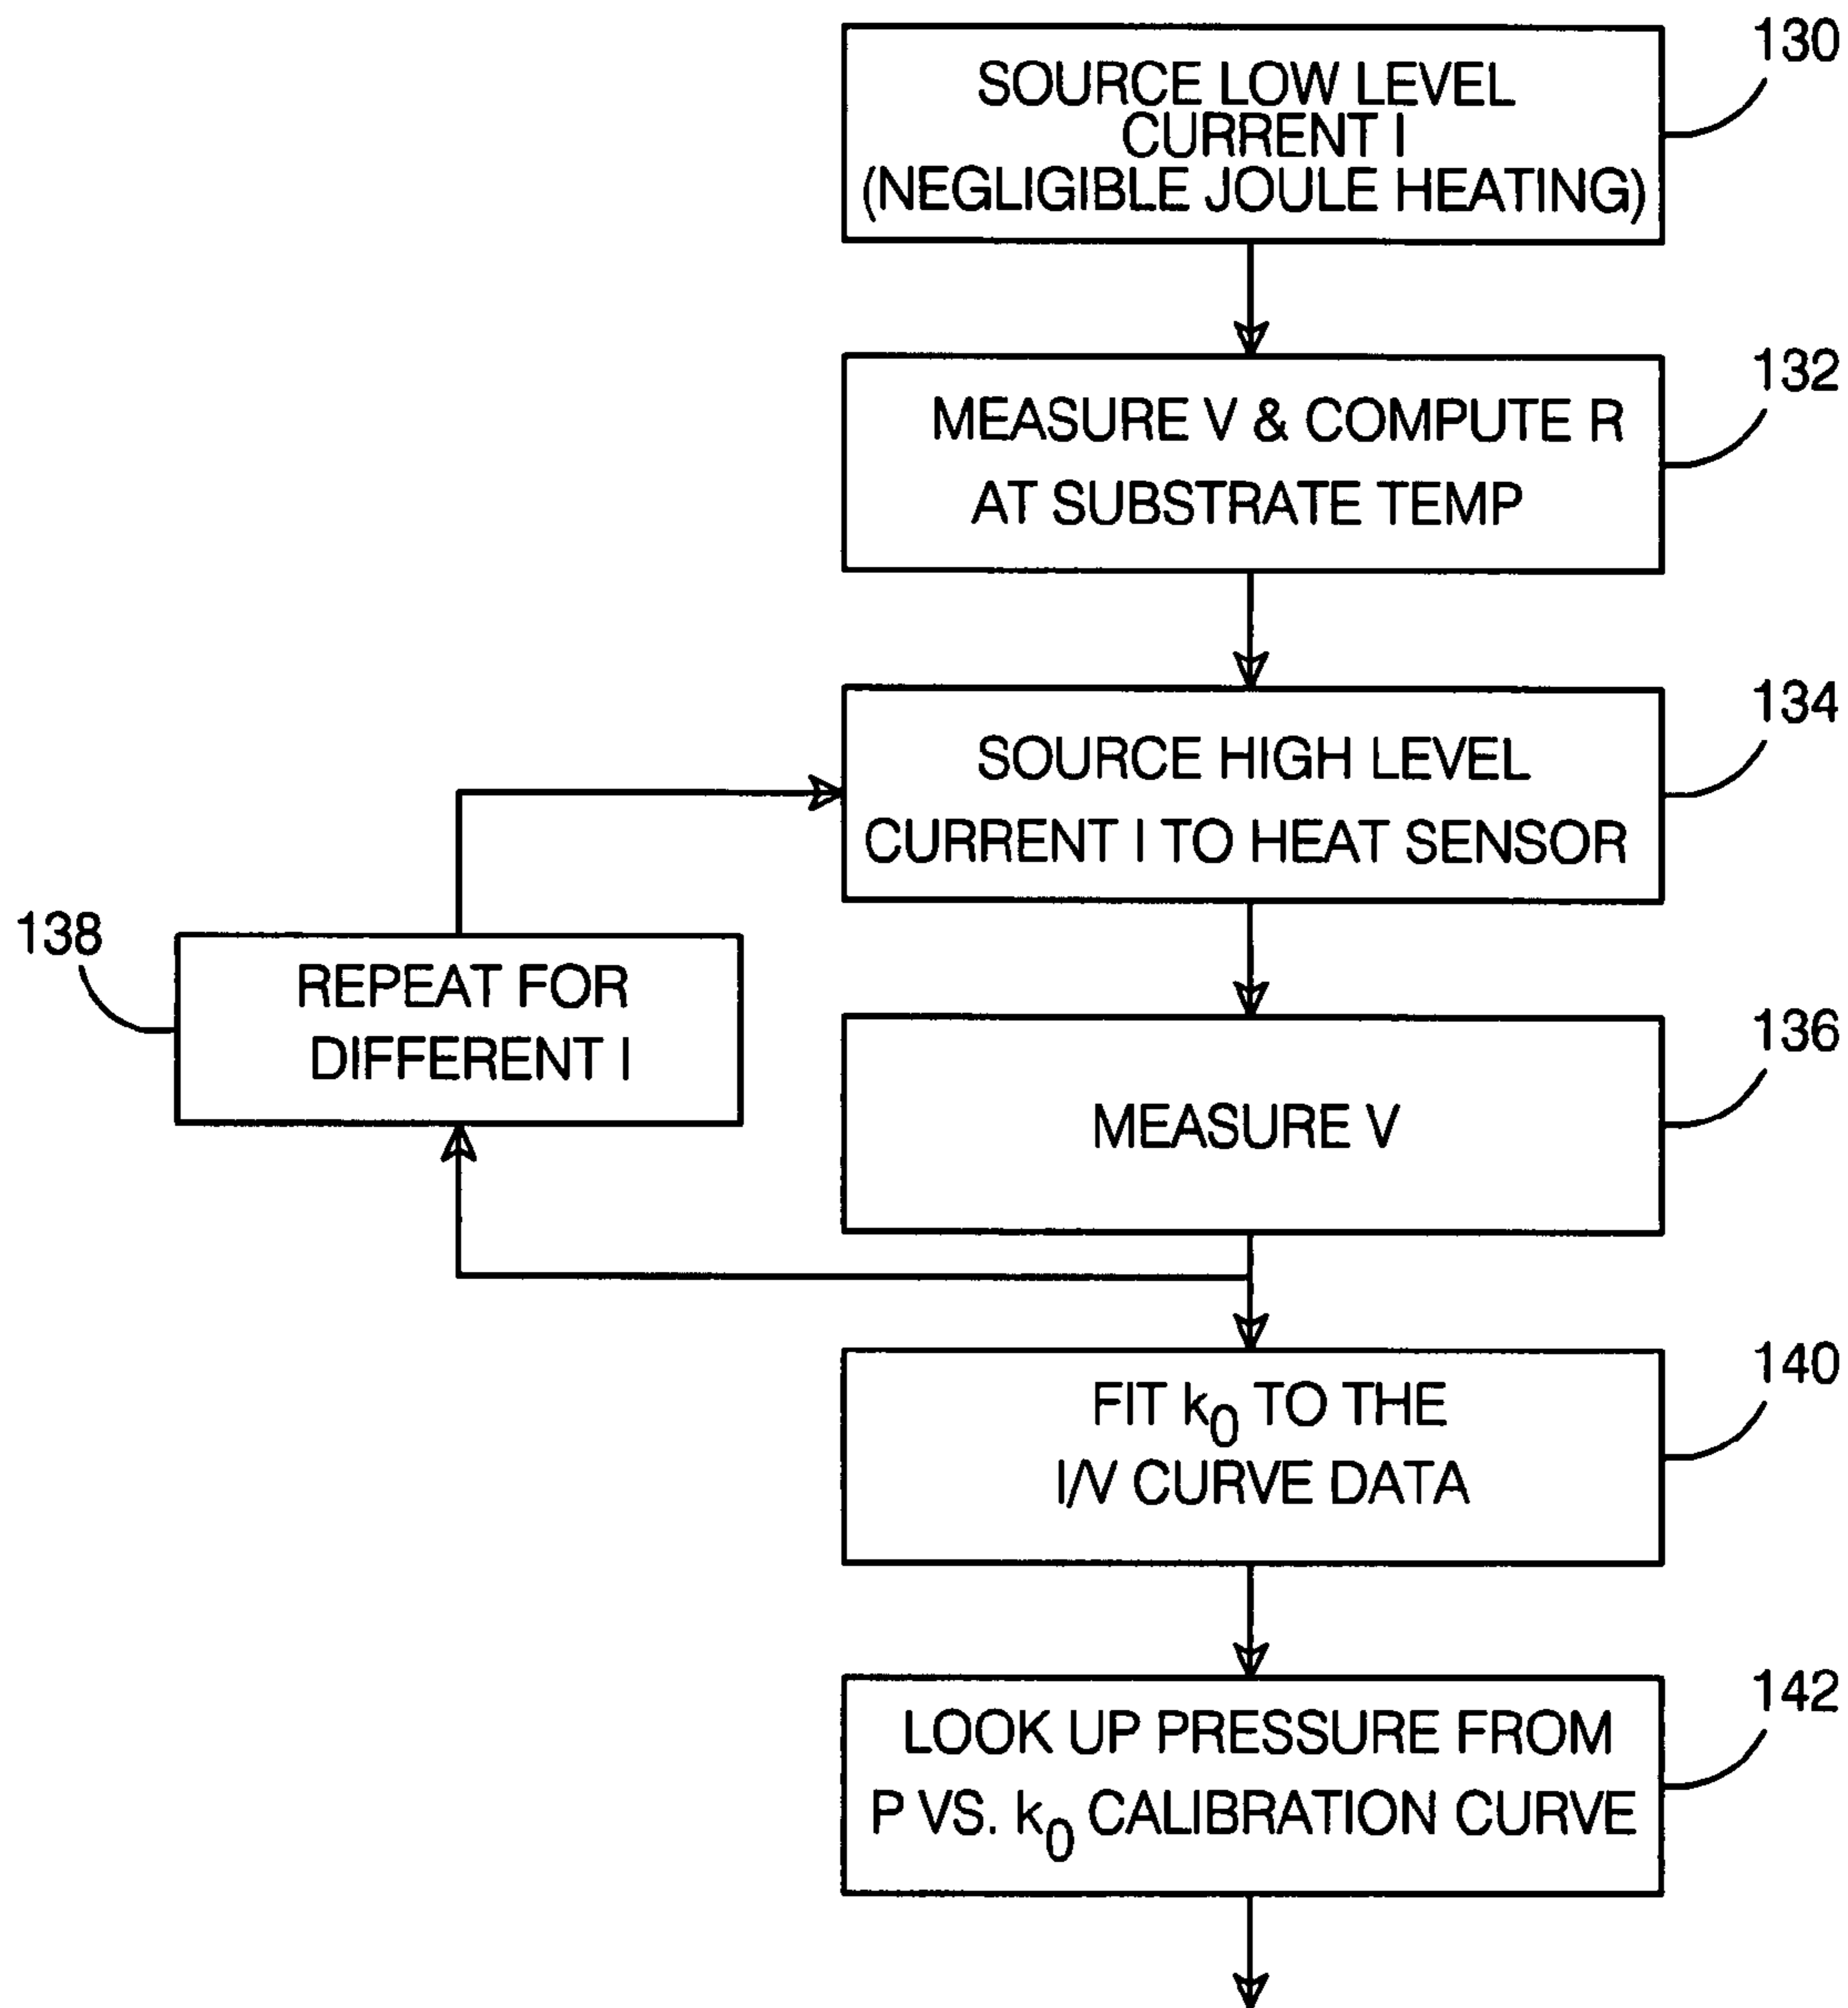 130
SOURCE LOW LEVEL
CURRENT I
(NEGLIGIBLE JOULE HEATING)
132
MEASURE V & COMPUTE R
AT SUBSTRATE TEMP
134
SOURCE HIGH LEVEL
CURRENT I TO HEAT SENSOR
138
REPEAT FOR
DIFFERENT I
136
MEASURE V
140
FIT k₀ TO THE
I/V CURVE DATA
142
LOOK UP PRESSURE FROM
P VS. k₀ CALIBRATION CURVE